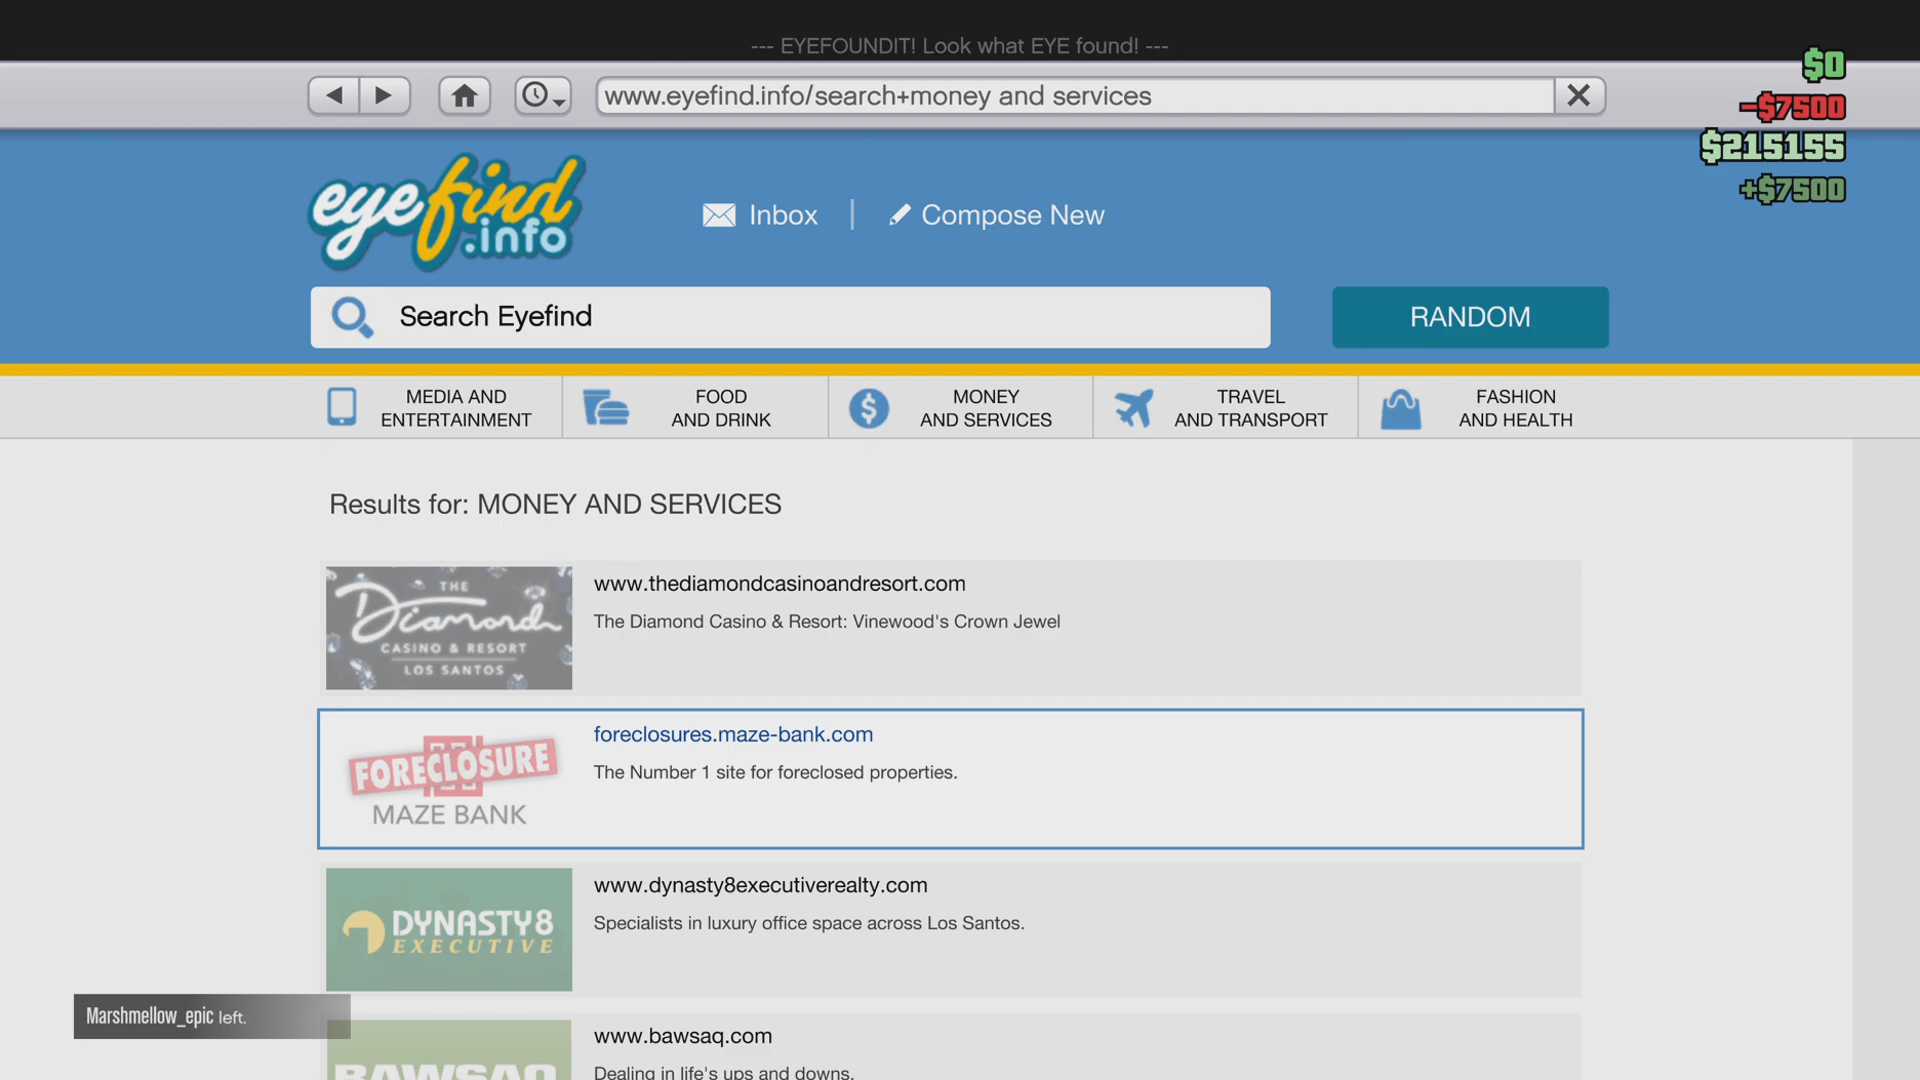 --- EYEFOUNDIT! Look what EYE found! ---
$0
www.eyefind.info/search+money and services
-$7500
$215155
+$7500
eyefind
.info
Inbox
Compose New
Search Eyefind
RANDOM
MEDIA AND
ENTERTAINMENT
FOOD
AND DRINK
MONEY
AND SERVICES
TRAVEL
AND TRANSPORT
FASHION
AND HEALTH
Results for: MONEY AND SERVICES
THE
Diamond
CASINO & RESORT
LOS SANTOS
www.thediamondcasinoandresort.com
The Diamond Casino & Resort: Vinewood's Crown Jewel
FORECLOSURE
MAZE BANK
foreclosures.maze-bank.com
The Number 1 site for foreclosed properties.
DYNASTY8
EXECUTIVE
www.dynasty8executiverealty.com
Specialists in luxury office space across Los Santos.
Marshmellow_epic left.
BAWSAQ
www.bawsaq.com
Dealing in life's ups and downs.